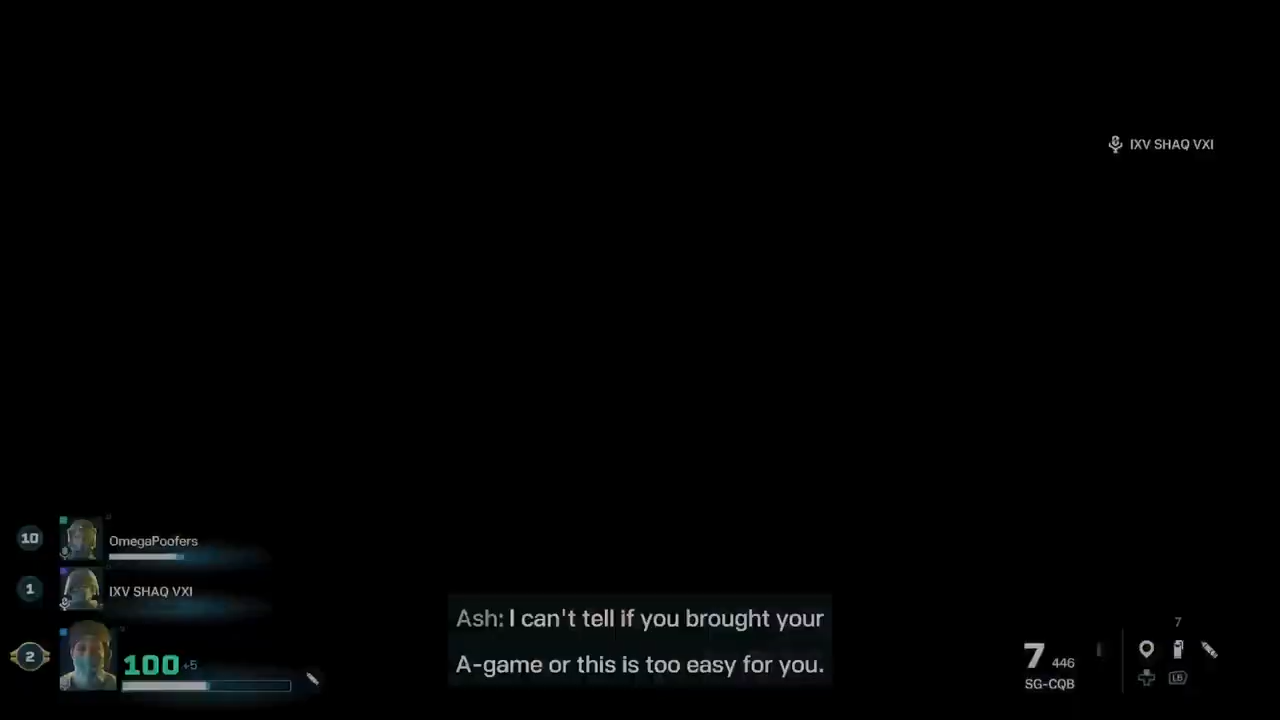 IXV SHAQ VXI
10
OmegaPoofers
1
IXV SHAQ VXI
2
100 +5
Ash: I can't tell if you brought your
A-game or this is too easy for you.
7 446
SG-CQB
7
LB